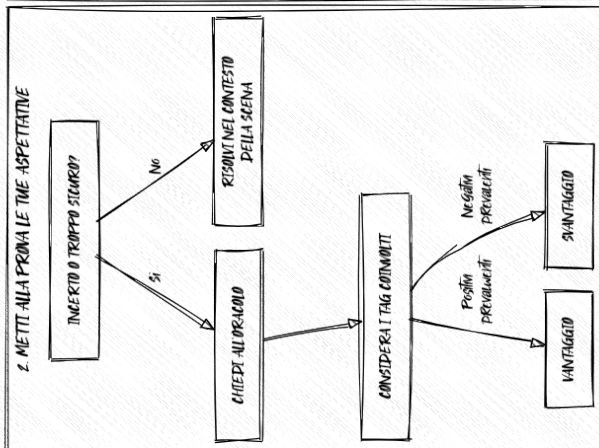 2. METTI ALLA PROVA LE TUE ASPETTATIVE
INCERTO O TROPPO SICURO?
Sì
No
CHIEDI ALL'ORACOLO
RISOLVI NEL CONTESTO
DELLA SCENA
CONSIDERA I TAG COINVOLTI
Positivi
prevalenti
Negativi
prevalenti
VANTAGGIO
SVANTAGGIO